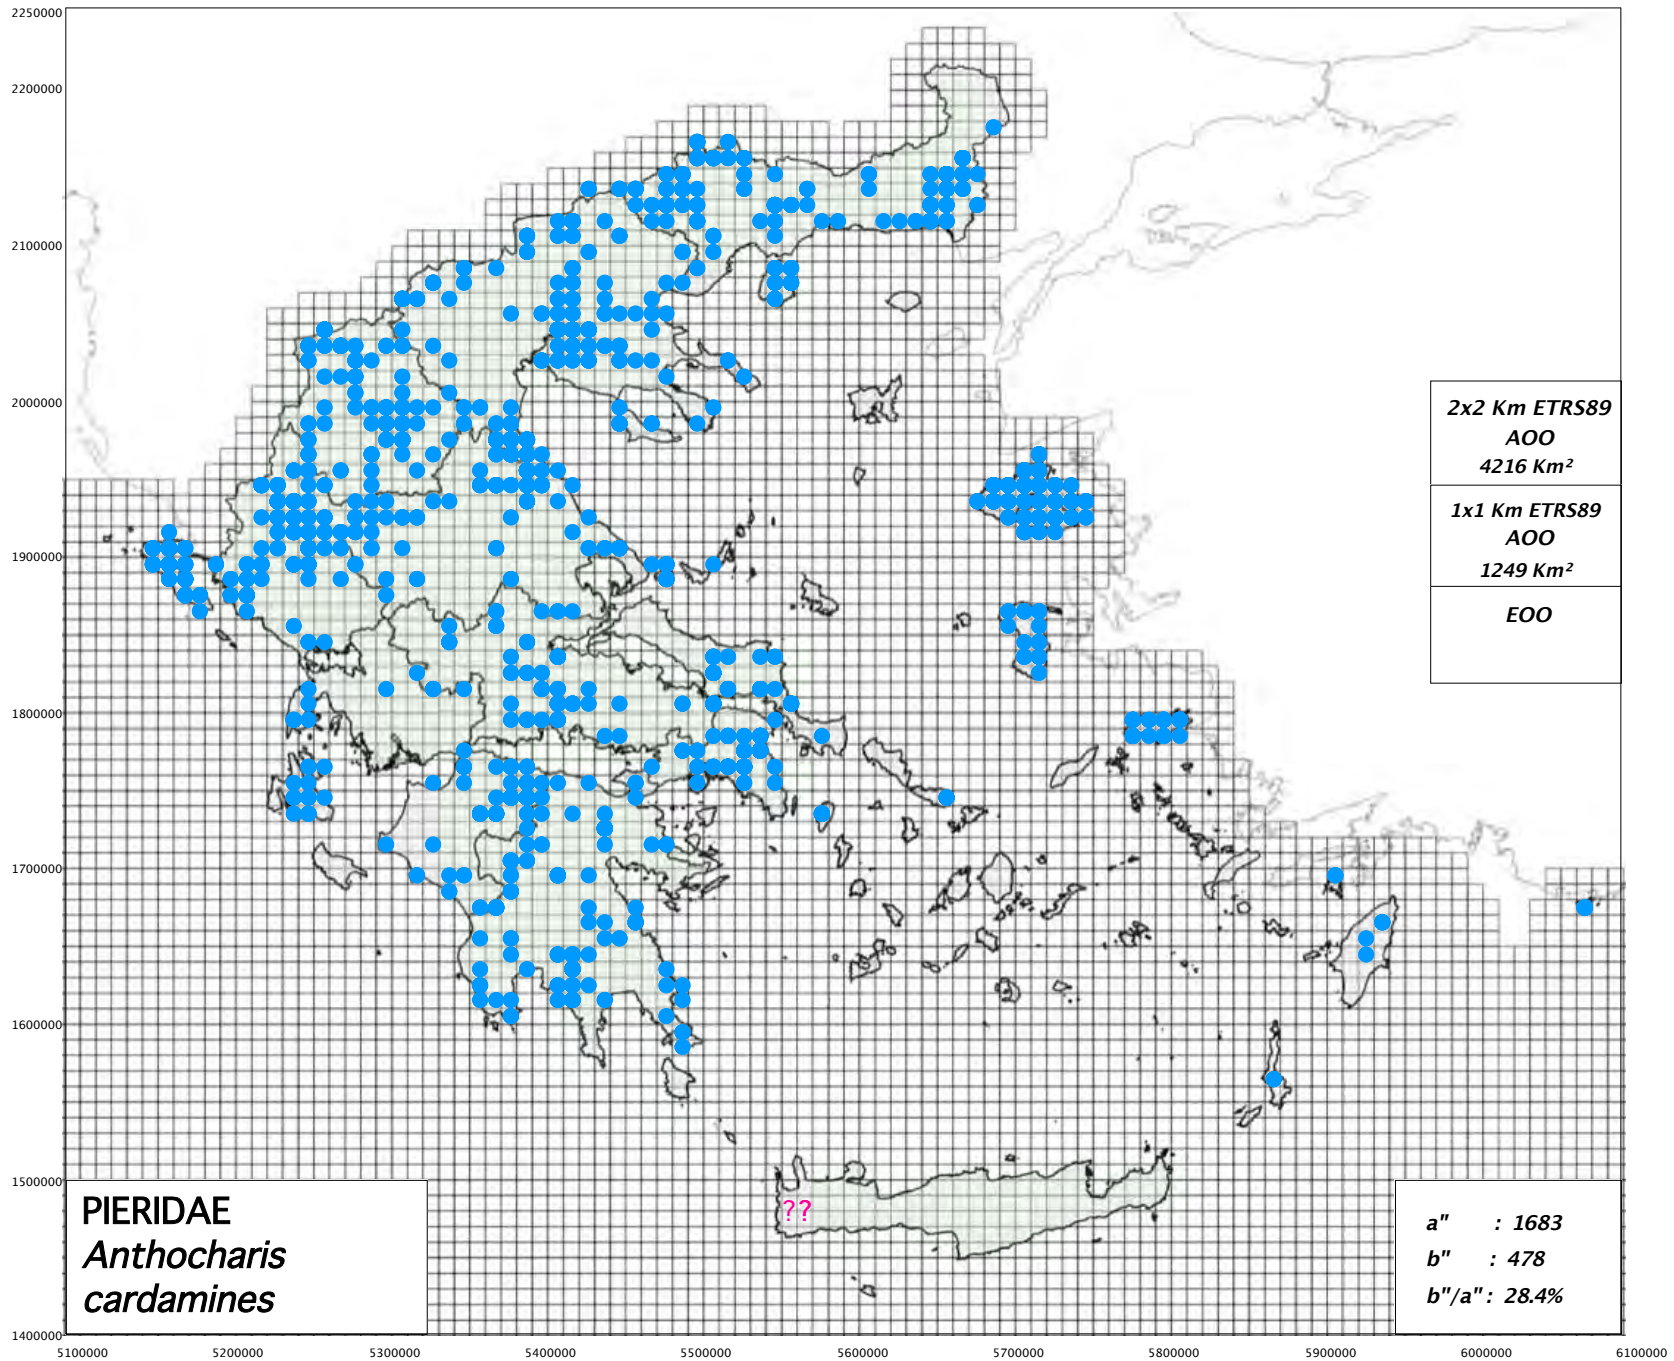 2250000
2200000
2100000
2000000
1900000
1800000
1700000
1600000
1500000
1400000
2x2 Km ETRS89
AOO
4216 Km²
1x1 Km ETRS89
AOO
1249 Km²
EOO
??
PIERIDAE
Anthocharis
cardamines
a" : 1683
b" : 478
b"/a" : 28.4%
5100000 5200000 5300000 5400000 5500000 5600000 5700000 5800000 5900000 6000000 6100000